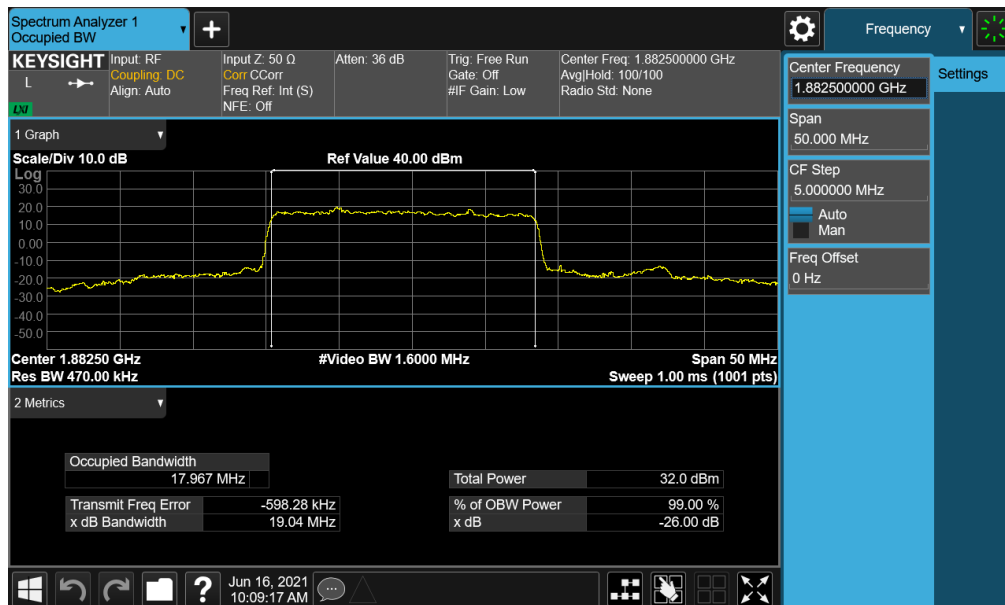 Spectrum Analyzer 1
Occupied BW
+
Frequency
KEYSIGHT
L
LXI
Input: RF
Coupling: DC
Align: Auto
Input Z: 50 Ω
Corr CCorr
Freq Ref: Int (S)
NFE: Off
Atten: 36 dB
Trig: Free Run
Gate: Off
#IF Gain: Low
Center Freq: 1.882500000 GHz
Avg|Hold: 100/100
Radio Std: None
Center Frequency
1.882500000 GHz
Settings
Span
50.000 MHz
CF Step
5.000000 MHz
Auto
Man
Freq Offset
0 Hz
1 Graph
Scale/Div 10.0 dB
Ref Value 40.00 dBm
Log
30.0
20.0
10.0
0.00
-10.0
-20.0
-30.0
-40.0
-50.0
Center 1.88250 GHz
#Video BW 1.6000 MHz
Span 50 MHz
Res BW 470.00 kHz
Sweep 1.00 ms (1001 pts)
2 Metrics
Occupied Bandwidth
17.967 MHz
Total Power 32.0 dBm
Transmit Freq Error -598.28 kHz
% of OBW Power 99.00 %
x dB Bandwidth 19.04 MHz
x dB -26.00 dB
?
Jun 16, 2021
10:09:17 AM